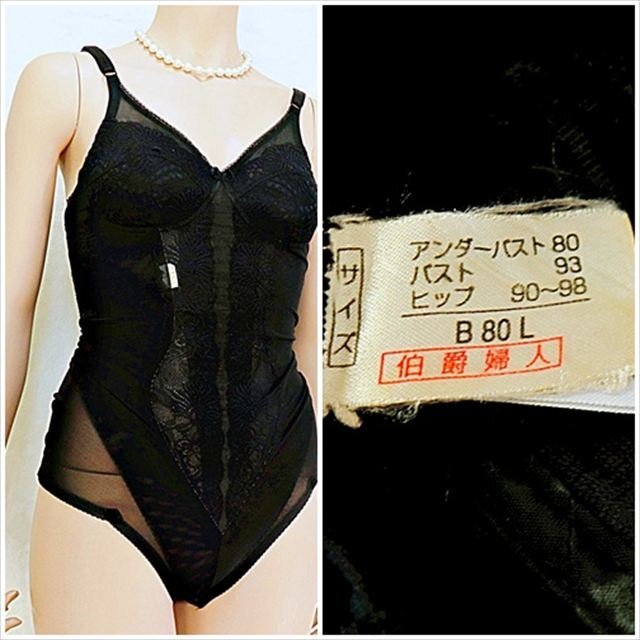 サイズ
アンダーバスト 80
バスト 93
ヒップ 90〜98
B 80 L
伯爵婦人